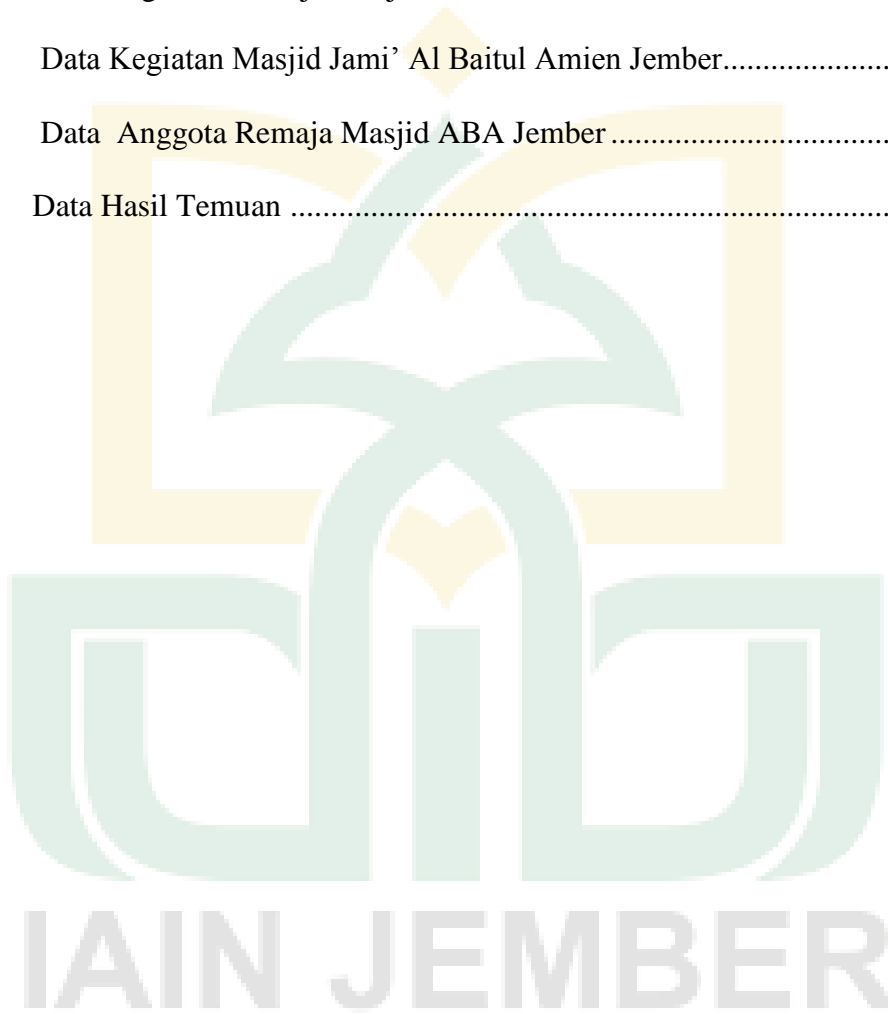 Data Kegiatan Masjid Jami’ Al Baitul Amien Jember.....................
Data Anggota Remaja Masjid ABA Jember...................................
Data Hasil Temuan ...........................................................................
IAIN JEMBER